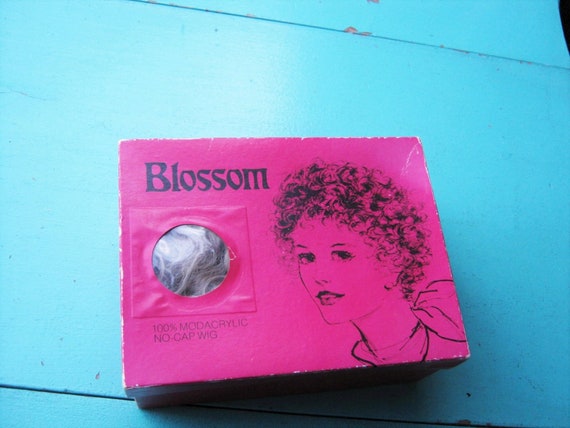 Blossom
100% MODACRYLIC
NO-CAP WIG